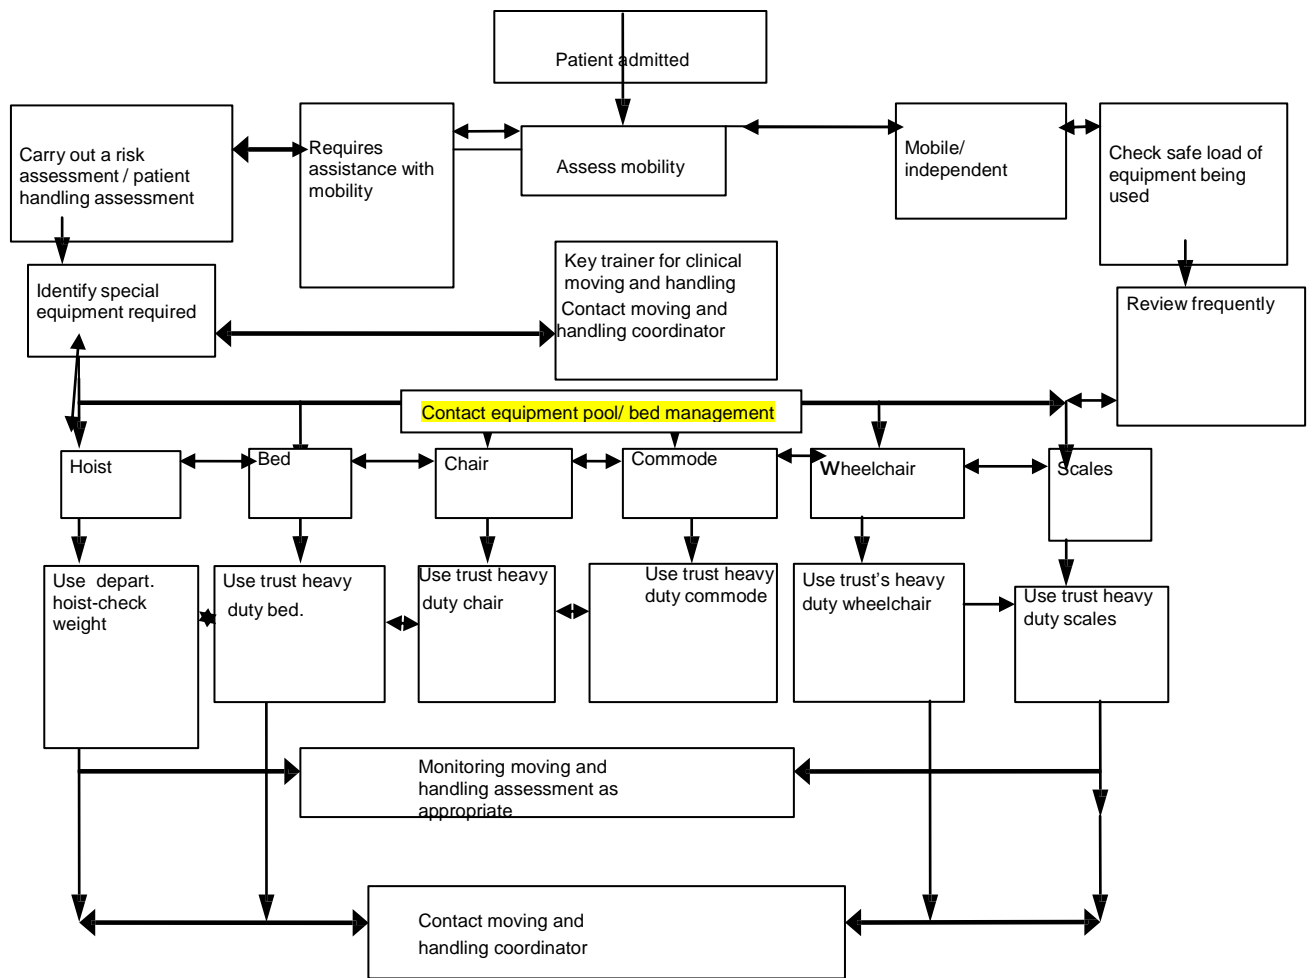 Patient admitted
Carry out a risk
assessment / patient
handling assessment
Requires
assistance with
mobility
Assess mobility
Mobile/
independent
Check safe load of
equipment being
used
Identify special
equipment required
Key trainer for clinical
moving and handling
Contact moving and
handling coordinator
Review frequently
Contact equipment pool/ bed management
Hoist
Bed
Chair
Commode
Wheelchair
Scales
Use depart.
hoist-check
weight
Use trust heavy
duty bed.
Use trust heavy
duty chair
Use trust heavy
duty commode
Use trust's heavy
duty wheelchair
Use trust heavy
duty scales
Monitoring moving and
handling assessment as
appropriate
Contact moving and
handling coordinator